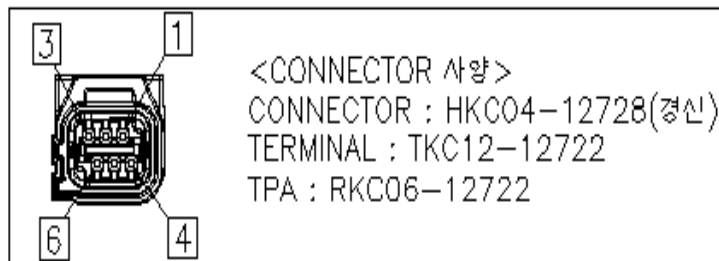 3 1
<CONNECTOR 사양>
CONNECTOR : HKC04-12728(경신)
TERMINAL : TKC12-12722
TPA : RKC06-12722
6 4